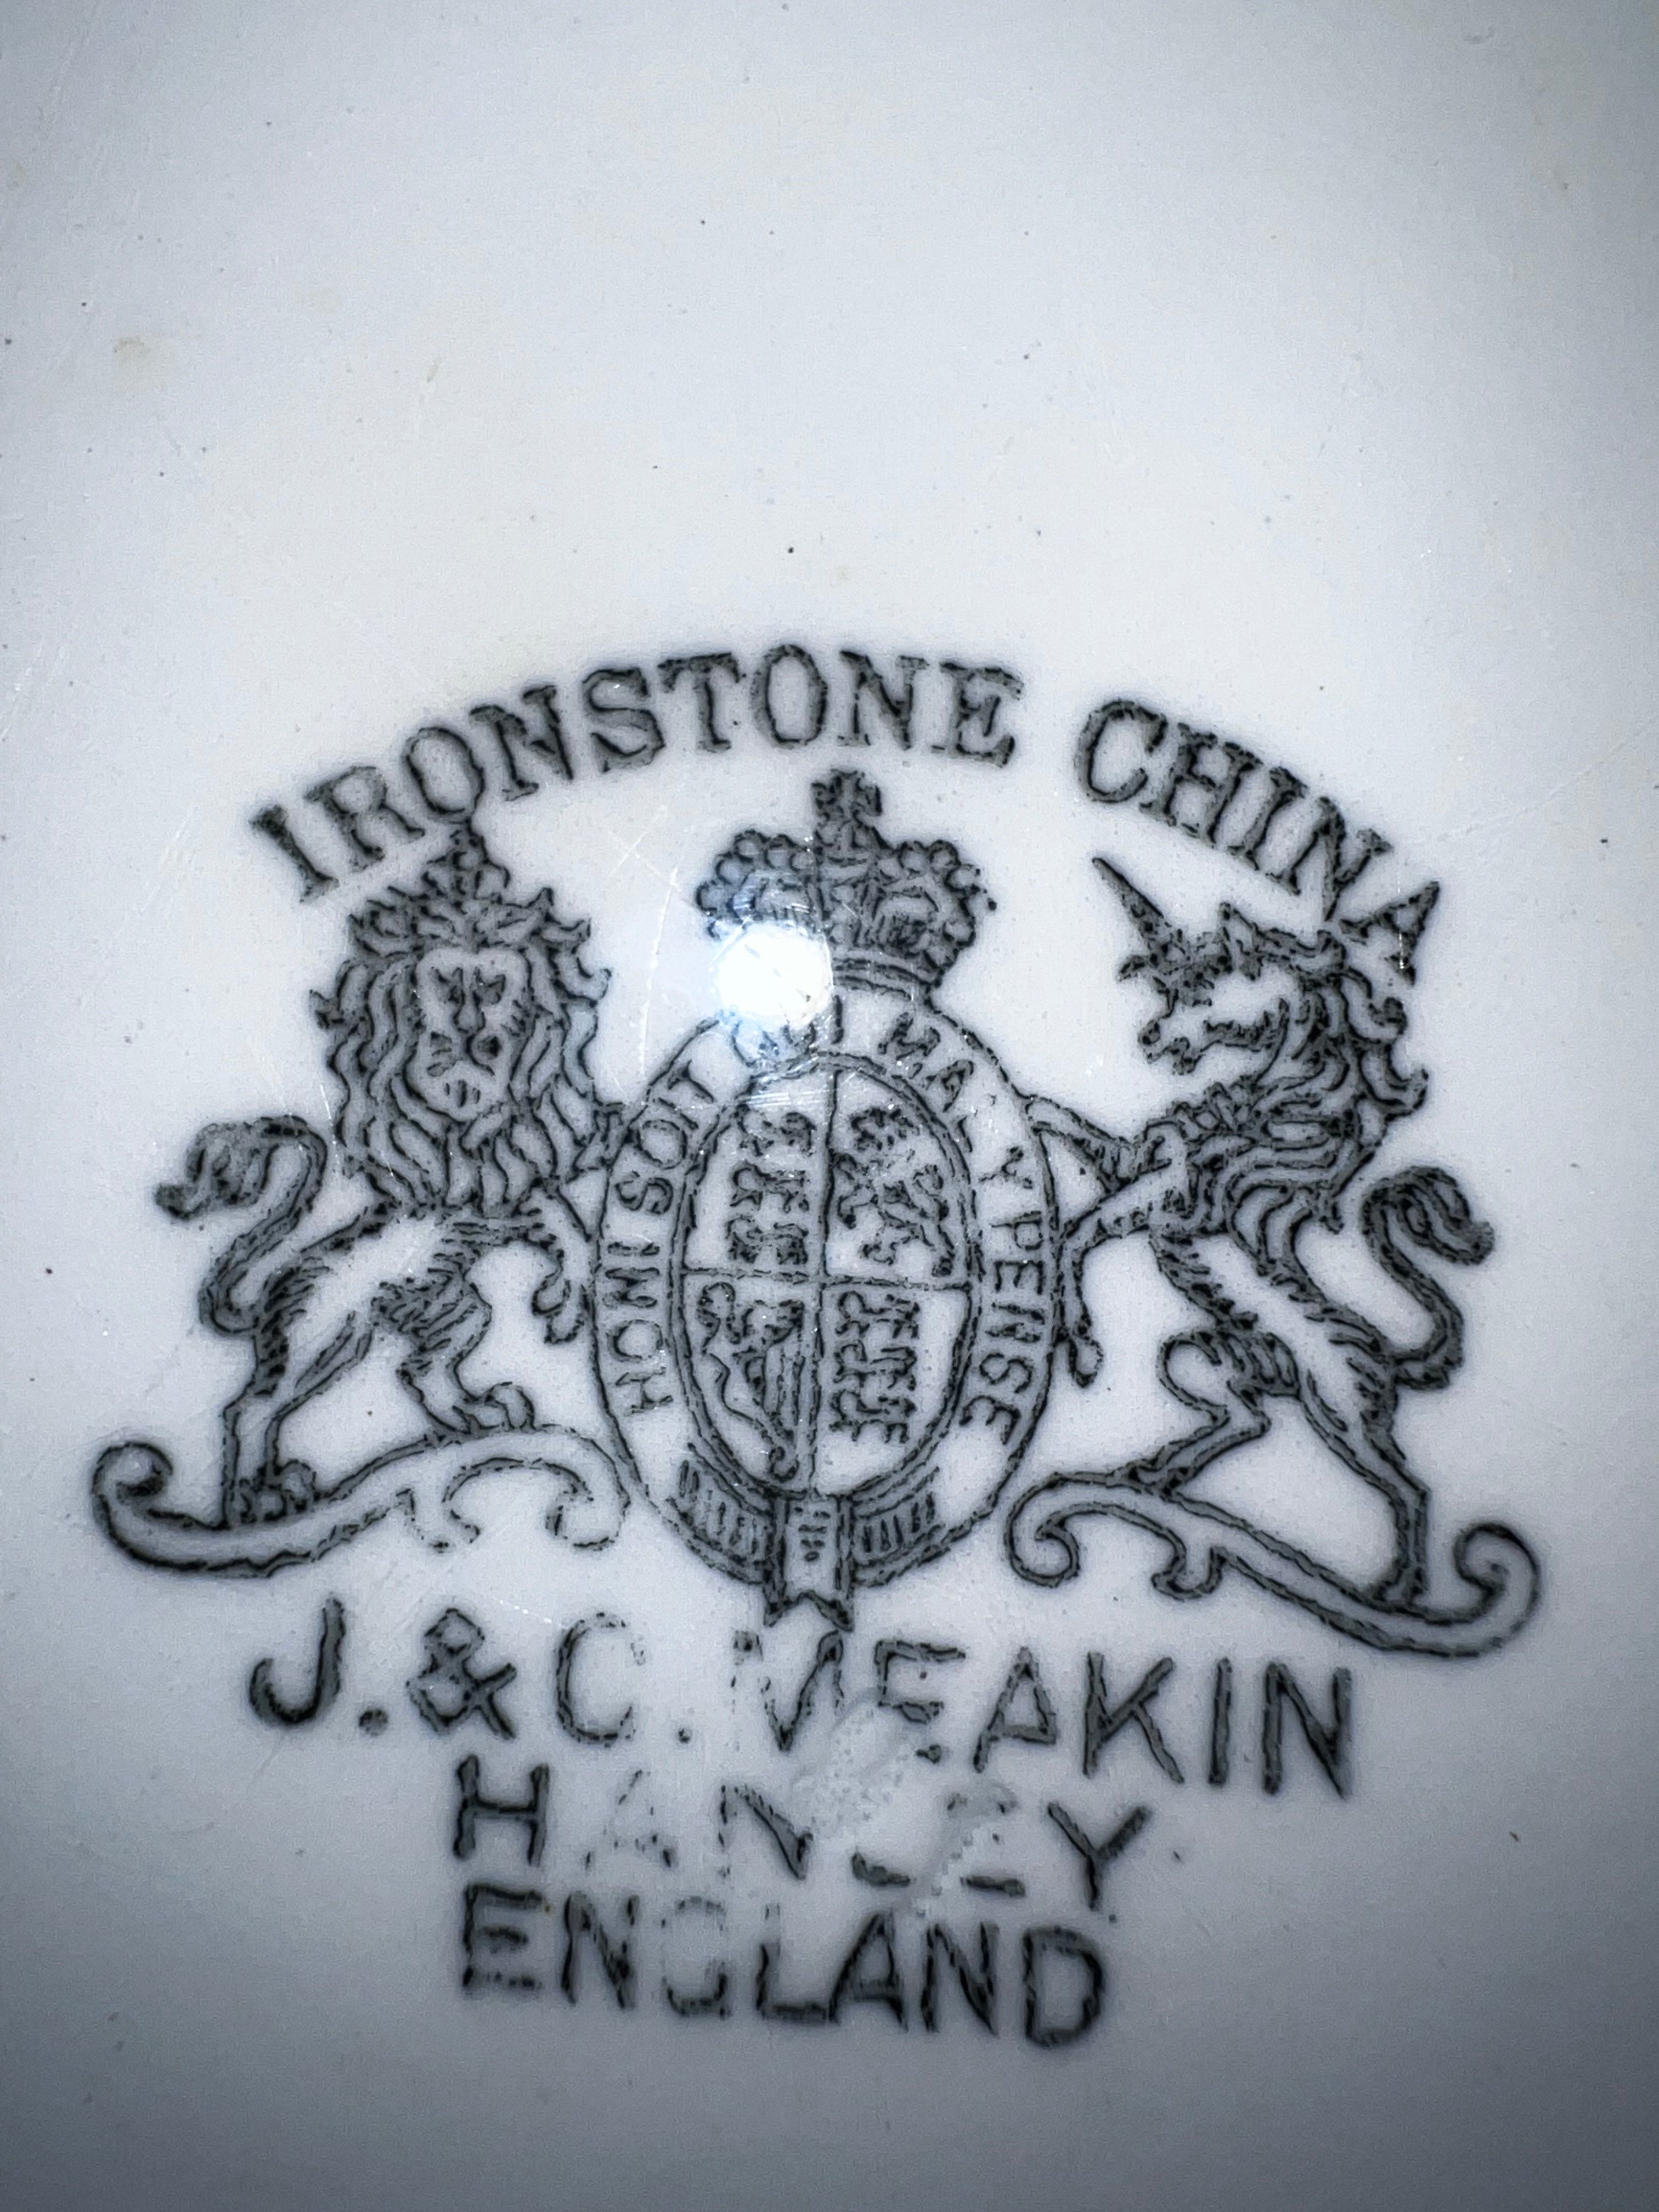 IRONSTONE CHINA
HONI SOIT MAL Y PENSE
J. & G. MEAKIN
HANLEY
ENGLAND